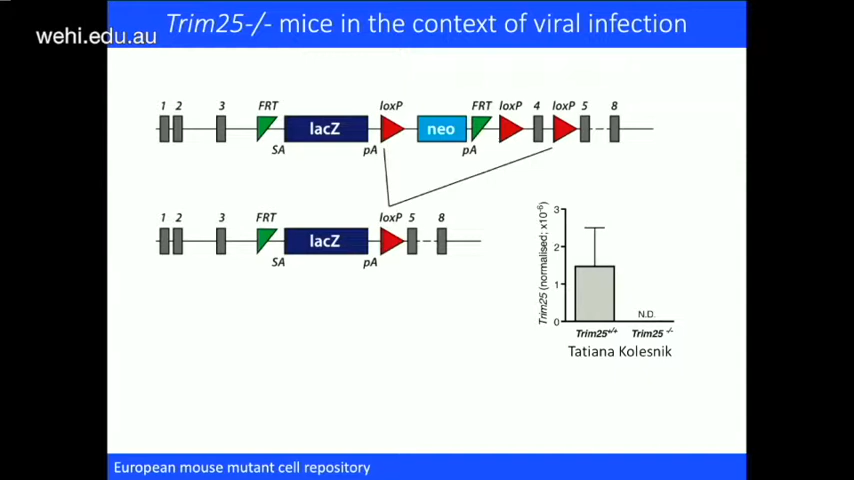 Trim25-/- mice in the context of viral infection
wehi.edu.au
1 2 3 FRT loxP FRT loxP 4 loxP 5 8
lacZ neo
SA pA pA
1 2 3 FRT loxP 5 8
lacZ
SA pA
Trim25 (normalised; x10-6)
3
2
1
0
N.D.
Trim25+/+ Trim25 -/-
Tatiana Kolesnik
European mouse mutant cell repository